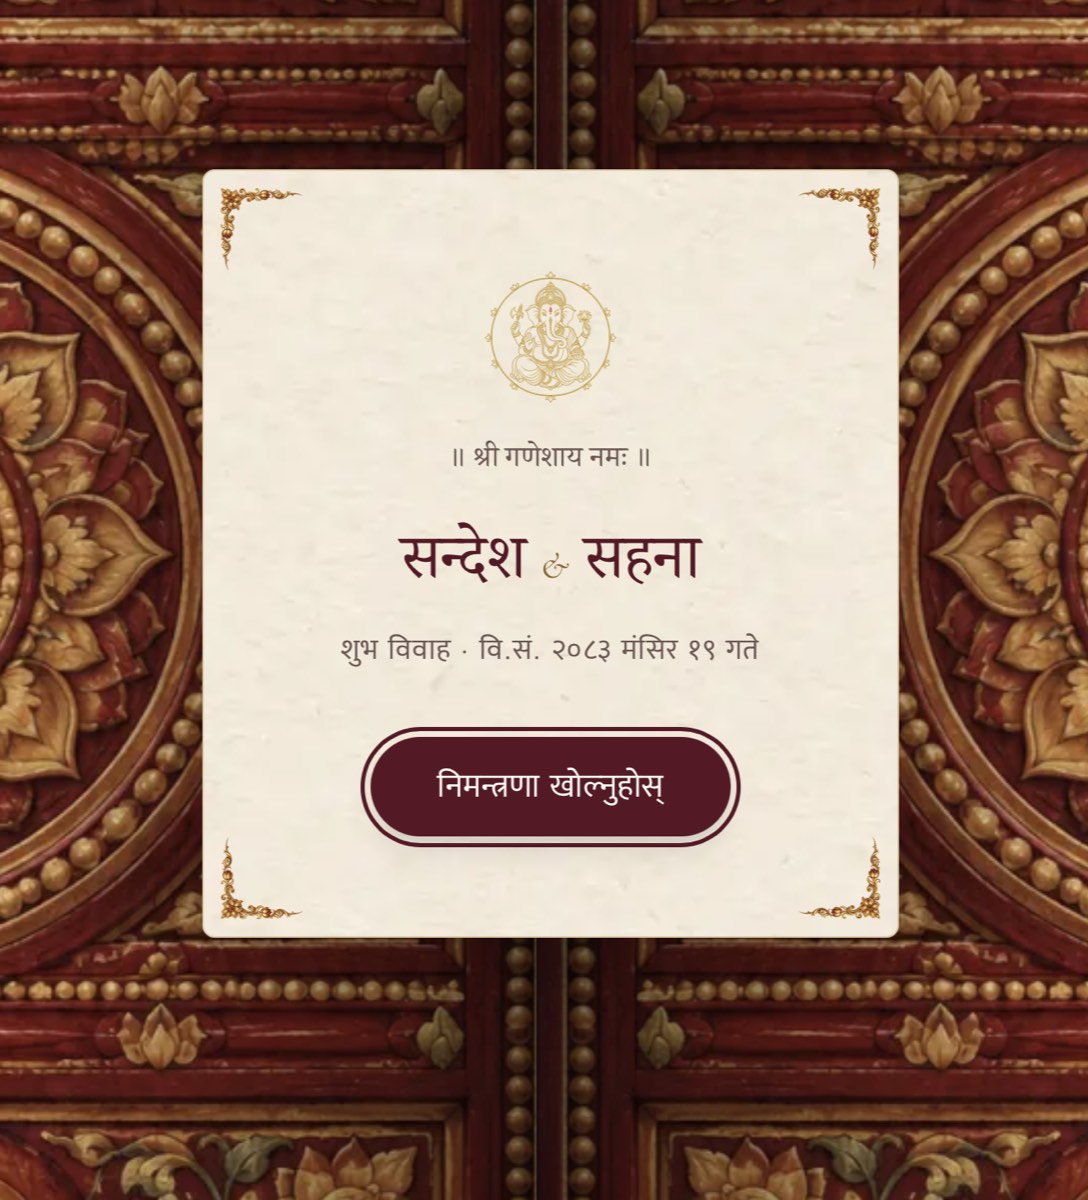 ॥ श्री गणेशाय नमः ॥
सन्देश & सहना
शुभ विवाह · वि.सं. २०८३ मंसिर १९ गते
निमन्त्रणा खोल्नुहोस्